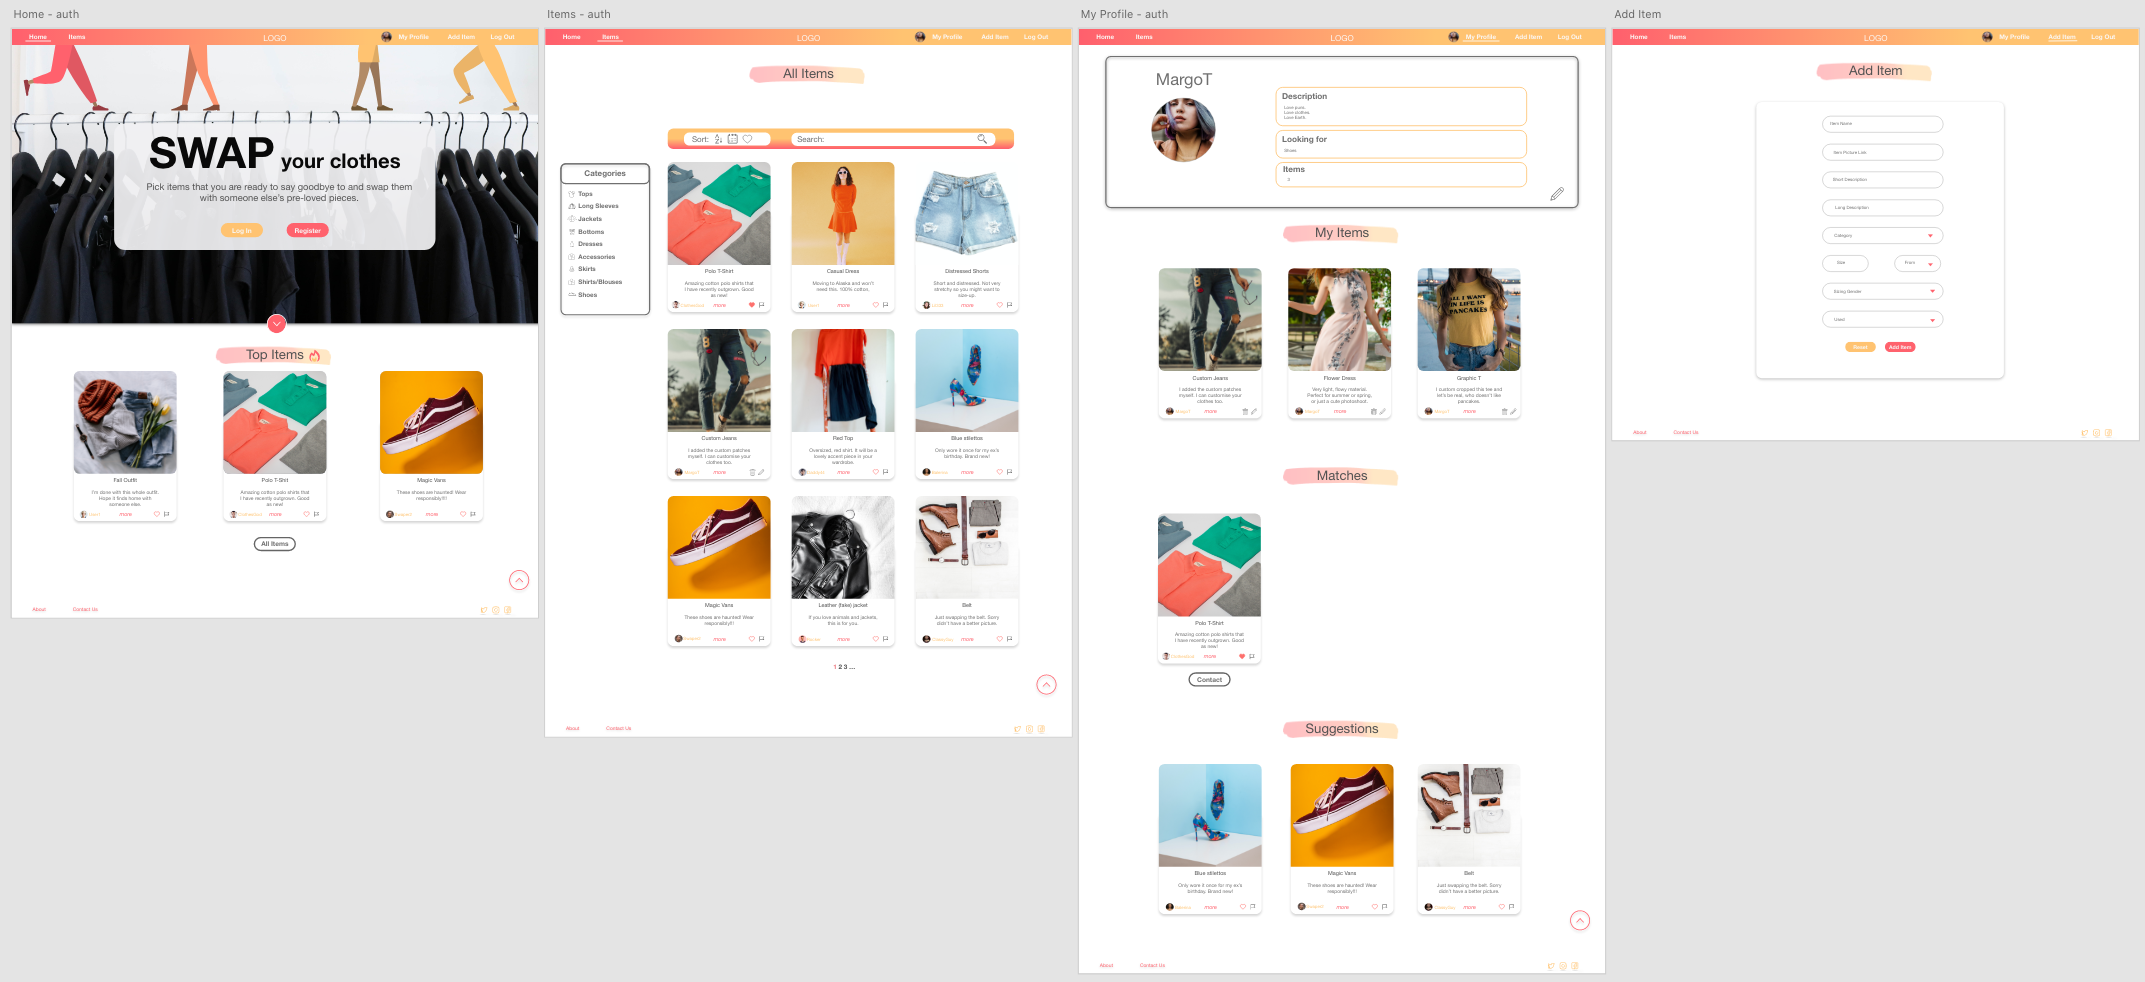 Home - auth
Home
Items
LOGO
My Profile
Add Item
Log Out
SWAP your clothes
Pick items that you are ready to say goodbye to and swap them
with someone else's pre-loved pieces.
Log In
Register
Top Items
Fall Outfit
I'm done with this whole outfit.
Hope it finds home with
someone else.
more
Polo T-Shit
Amazing cotton polo shirts that
I have recently outgrown. Good
as new!
more
Magic Vans
These shoes are haunted! Wear
responsibly!!!
more
All Items
About
Contact Us
Items - auth
Home
Items
LOGO
My Profile
Add Item
Log Out
All Items
Sort:
Search:
Categories
Tops
Long Sleeves
Jackets
Bottoms
Dresses
Accessories
Skirts
Shirts/Blouses
Shoes
Polo T-Shirt
Amazing cotton polo shirts that
I have recently outgrown. Good
as new!
more
Casual Dress
Moving to Alaska and won't
need this. 100% cotton.
more
Distressed Shorts
Short and distressed. Not very
stretchy so you might want to
size-up.
more
Custom Jeans
I added the custom patches
myself. I can customise your
clothes too.
MargoT
more
Red Top
Oversized, red shirt. It will be a
lovely accent piece in your
wardrobe.
more
Blue stilettos
Only wore it once for my ex's
birthday. Brand new!
more
Magic Vans
These shoes are haunted! Wear
responsibly!!!
more
Leather (fake) jacket
If you love animals and jackets,
this is for you.
more
Belt
Just swapping the belt. Sorry
didn't have a better picture.
more
1 2 3 ...
About
Contact Us
My Profile - auth
Home
Items
LOGO
My Profile
Add Item
Log Out
MargoT
Description
Love punk.
Love clothes.
Love Earth.
Looking for
Shoes
Items
3
My Items
Custom Jeans
I added the custom patches
myself. I can customise your
clothes too.
MargoT
more
Flower Dress
Very light, flowy material.
Perfect for summer or spring,
or just a cute photoshoot.
MargoT
more
ALL I WANT
IN LIFE IS
PANCAKES
Graphic T
I custom cropped this tee and
let's be real, who doesn't like
pancakes.
MargoT
more
Matches
Polo T-Shirt
Amazing cotton polo shirts that
I have recently outgrown. Good
as new!
more
Contact
Suggestions
Blue stilettos
Only wore it once for my ex's
birthday. Brand new!
more
Magic Vans
These shoes are haunted! Wear
responsibly!!!
more
Belt
Just swapping the belt. Sorry
didn't have a better picture.
more
About
Contact Us
Add Item
Home
Items
LOGO
My Profile
Add Item
Log Out
Add Item
Item Name
Item Picture Link
Short Description
Long Description
Category
Size
From
Sizing Gender
Used
Reset
Add Item
About
Contact Us